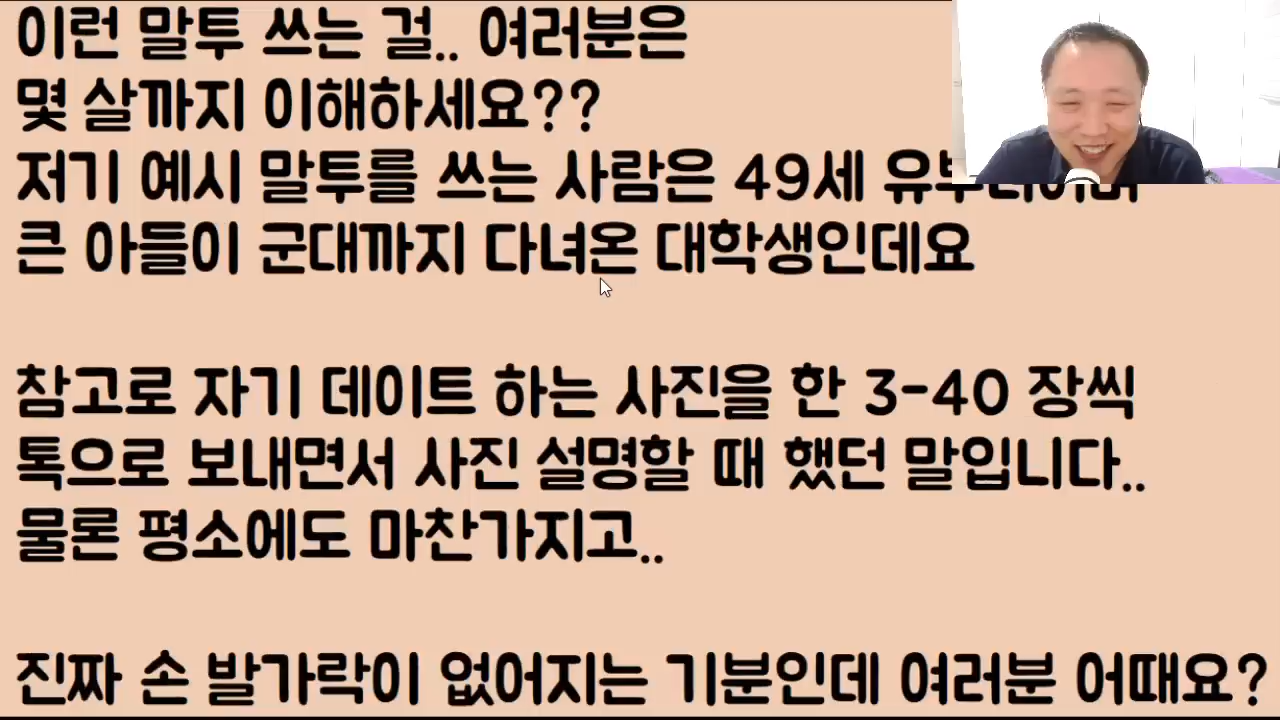 이런 말투 쓰는 걸.. 여러분은
몇 살까지 이해하세요??
저기 예시 말투를 쓰는 사람은 49세
큰 아들이 군대까지 다녀온 대학생인데요
참고로 자기 데이트 하는 사진을 한 3-40 장씩
톡으로 보내면서 사진 설명할 때 했던 말입니다..
물론 평소에도 마찬가지고..
진짜 손 발가락이 없어지는 기분인데 여러분 어때요?